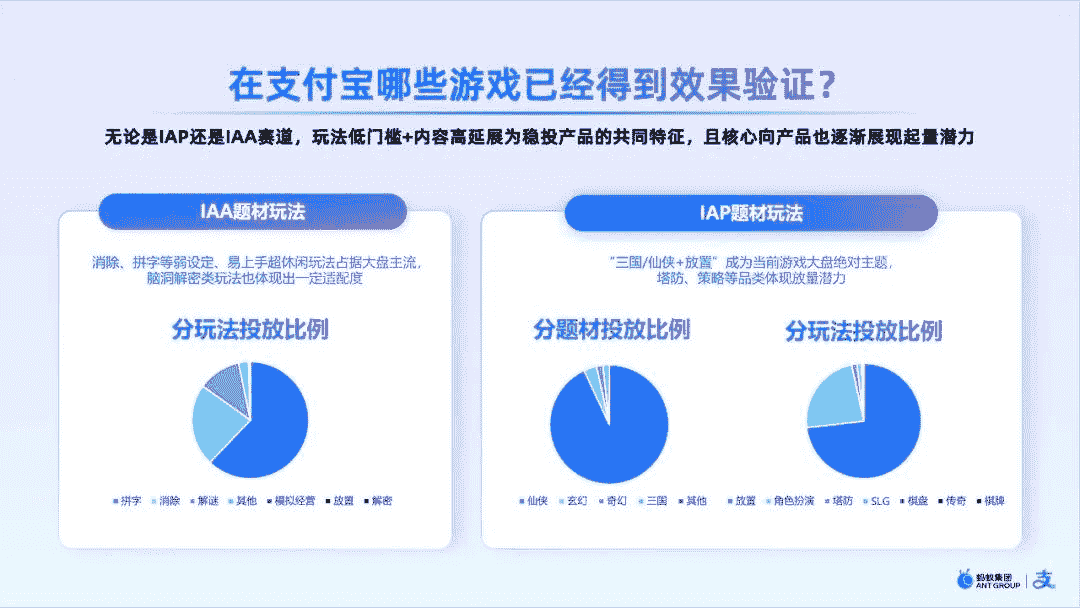 在支付宝哪些游戏已经得到效果验证?
无论是IAP还是IAA赛道，玩法低门槛+内容高延展为稳投产品的共同特征，且核心向产品也逐渐展现起量潜力
IAA题材玩法
消除、拼字等弱设定、易上手超休闲玩法占据大盘主流，
脑洞解密类玩法也体现出一定适配度
分玩法投放比例
拼字 消除 解谜 其他 模拟经营 放置 解密
IAP题材玩法
“三国/仙侠+放置”成为当前游戏大盘绝对主题，
塔防、策略等品类体现放量潜力
分题材投放比例
仙侠 玄幻 奇幻 三国 其他
分玩法投放比例
放置 角色扮演 塔防 SLG 棋盘 传奇 棋牌
蚂蚁集团
ANT GROUP
支